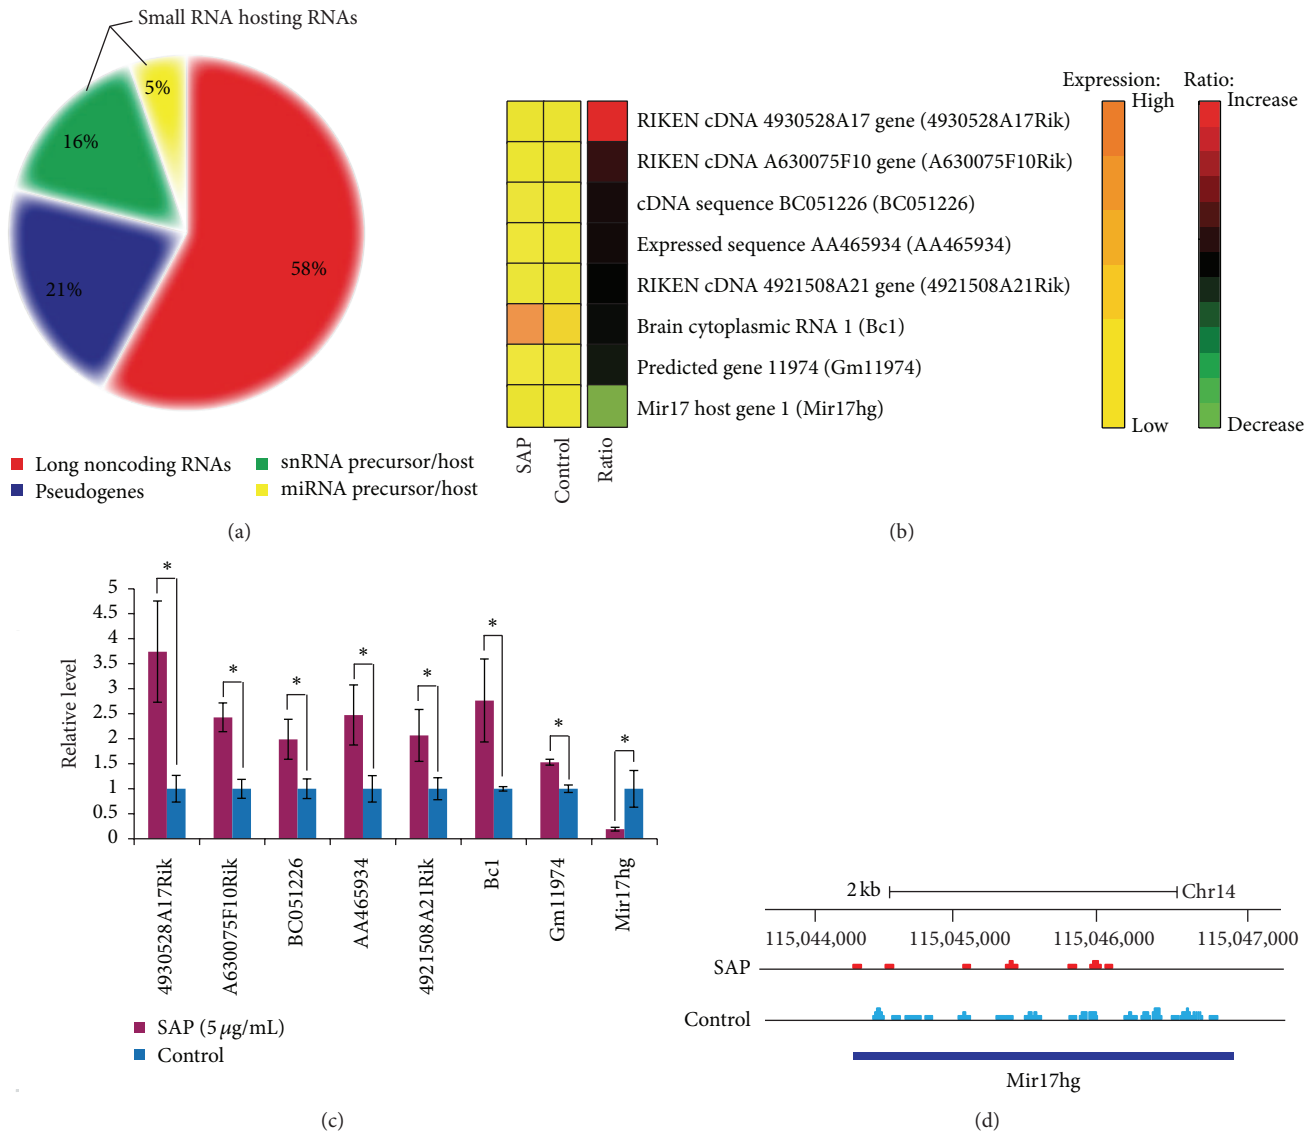 Small RNA hosting RNAs
5%
16%
21%
58%
Long noncoding RNAs
Pseudogenes
snRNA precursor/host
miRNA precursor/host
(a)
Expression:
High
Low
Ratio:
Increase
Decrease
RIKEN cDNA 4930528A17 gene (4930528A17Rik)
RIKEN cDNA A630075F10 gene (A630075F10Rik)
cDNA sequence BC051226 (BC051226)
Expressed sequence AA465934 (AA465934)
RIKEN cDNA 4921508A21 gene (4921508A21Rik)
Brain cytoplasmic RNA 1 (Bc1)
Predicted gene 11974 (Gm11974)
Mir17 host gene 1 (Mir17hg)
SAP
Control
Ratio
(b)
Relative level
5
4.5
4
3.5
3
2.5
2
1.5
1
0.5
0
*
*
*
*
*
*
*
*
4930528A17Rik
A630075F10Rik
BC051226
AA465934
4921508A21Rik
Bc1
Gm11974
Mir17hg
SAP (5 μg/mL)
Control
(c)
2 kb
Chr14
115,044,000
115,045,000
115,046,000
115,047,000
SAP
Control
Mir17hg
(d)